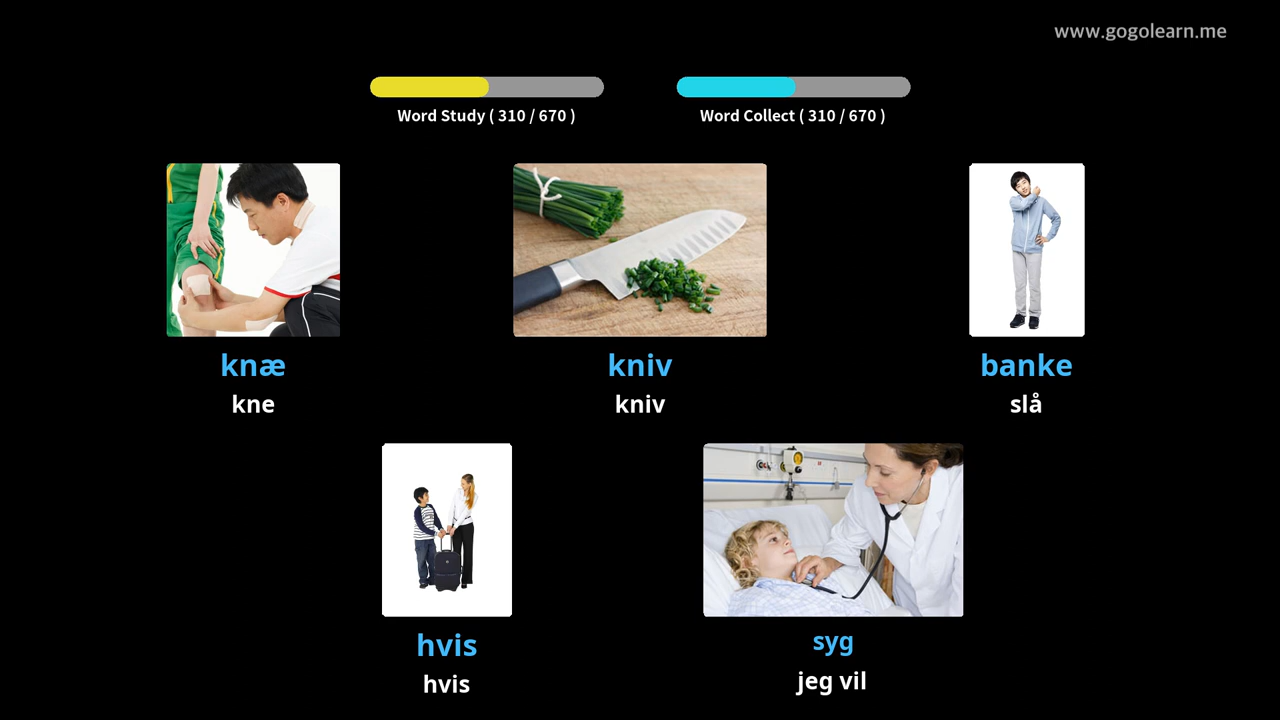 www.gogolearn.me
Word Study ( 310 / 670 )
Word Collect ( 310 / 670 )
knæ
kne
kniv
kniv
banke
slå
hvis
hvis
syg
jeg vil